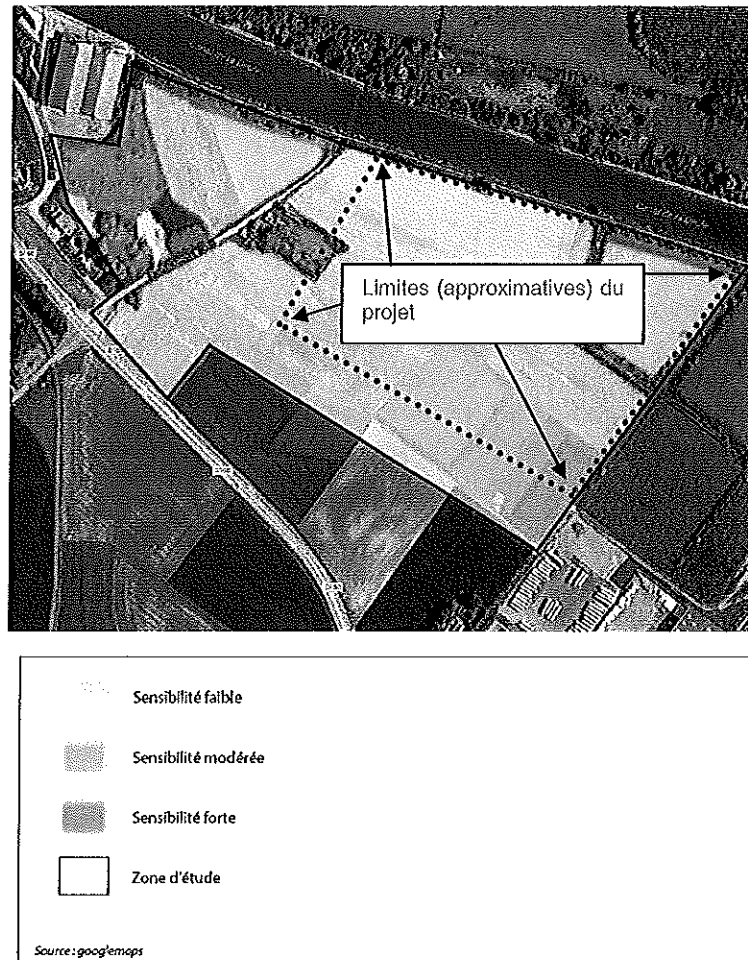 Limites (approximatives) du
projet
Sensibilité faible
Sensibilité modérée
Sensibilité forte
Zone d'étude
Source : googlemaps